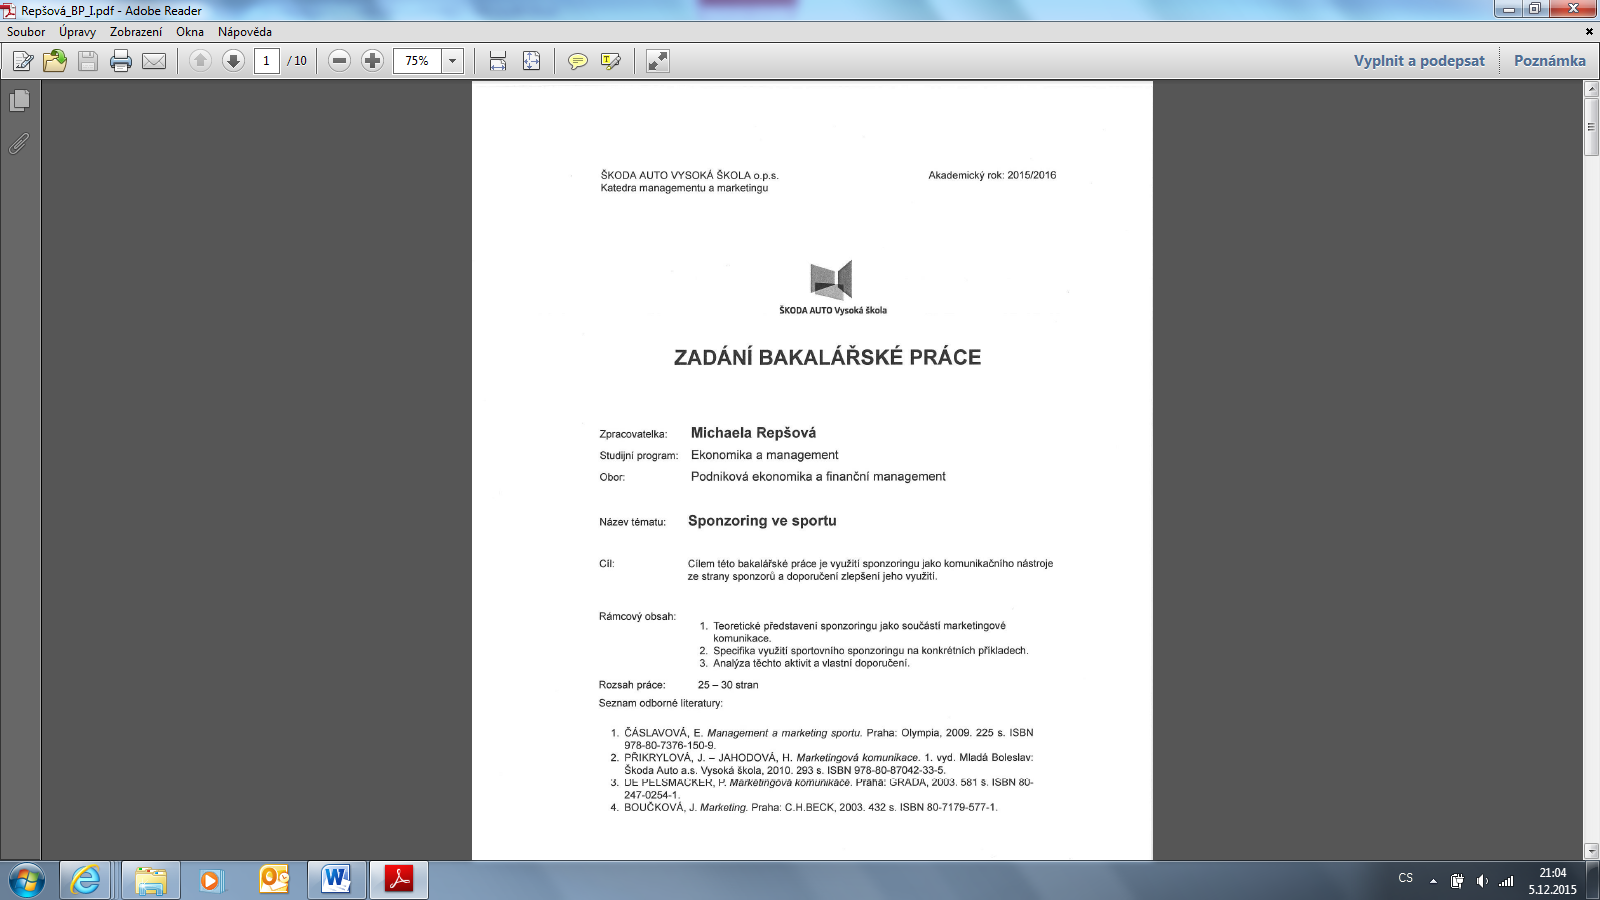 Repšová_BP_I.pdf - Adobe Reader
Soubor Úpravy Zobrazení Okna Nápověda
1 / 10 75% Vyplnit a podepsat Poznámka
ŠKODA AUTO VYSOKÁ ŠKOLA o.p.s. Akademický rok: 2015/2016
Katedra managementu a marketingu
ŠKODA AUTO Vysoká škola
ZADÁNÍ BAKALÁŘSKÉ PRÁCE
Zpracovatelka: Michaela Repšová
Studijní program: Ekonomika a management
Obor: Podniková ekonomika a finanční management
Název tématu: Sponzoring ve sportu
Cíl: Cílem této bakalářské práce je využití sponzoringu jako komunikačního nástroje
ze strany sponzorů a doporučení zlepšení jeho využití.
Rámcový obsah:
1. Teoretické představení sponzoringu jako součásti marketingové
komunikace.
2. Specifika využití sportovního sponzoringu na konkrétních příkladech.
3. Analýza těchto aktivit a vlastní doporučení.
Rozsah práce: 25 – 30 stran
Seznam odborné literatury:
1. ČÁSLAVOVÁ, E. Management a marketing sportu. Praha: Olympia, 2009. 225 s. ISBN
978-80-7376-150-9.
2. PŘIKRYLOVÁ, J. – JAHODOVÁ, H. Marketingová komunikace. 1. vyd. Mladá Boleslav:
Škoda Auto a.s. Vysoká škola, 2010. 293 s. ISBN 978-80-87042-33-5.
3. DE PELSMACKER, P. Marketingová komunikace. Praha: GRADA, 2003. 581 s. ISBN 80-
247-0254-1.
4. BOUČKOVÁ, J. Marketing. Praha: C.H.BECK, 2003. 432 s. ISBN 80-7179-577-1.
CS 21:04
5.12.2015